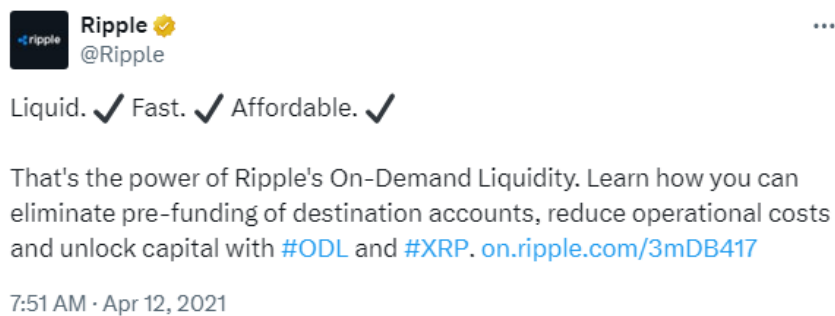 ripple
Ripple
@Ripple
Liquid. ✔ Fast. ✔ Affordable. ✔
That's the power of Ripple's On-Demand Liquidity. Learn how you can
eliminate pre-funding of destination accounts, reduce operational costs
and unlock capital with #ODL and #XRP. on.ripple.com/3mDB417
7:51 AM · Apr 12, 2021